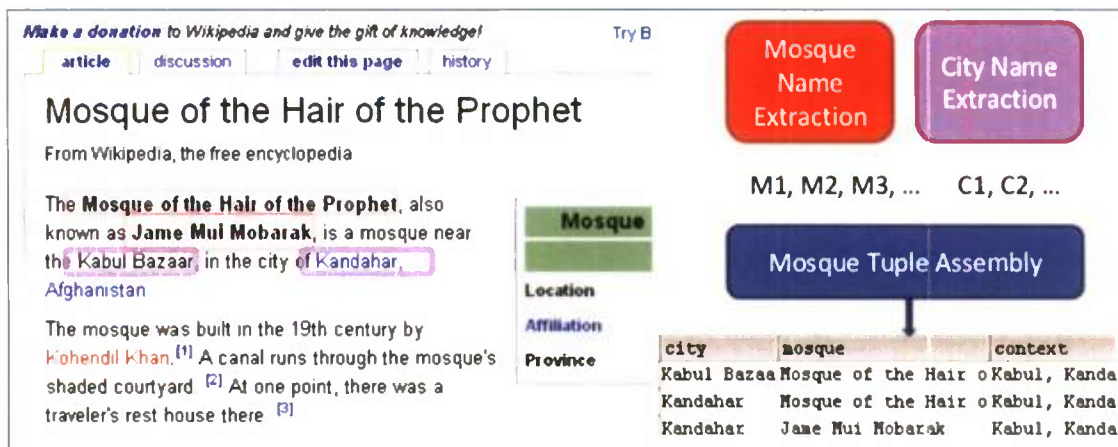 Make a donation to Wikipedia and give the gift of knowledge!
Try B
article discussion edit this page history
Mosque of the Hair of the Prophet
From Wikipedia, the free encyclopedia
The Mosque of the Hair of the Prophet, also
known as Jame Mui Mobarak, is a mosque near
the Kabul Bazaar, in the city of Kandahar,
Afghanistan
The mosque was built in the 19th century by
Kohendil Khan.[1] A canal runs through the mosque's
shaded courtyard [2] At one point, there was a
traveler's rest house there [3]
Mosque
Location
Affiliation
Province
Mosque
Name
Extraction
City Name
Extraction
M1, M2, M3, ... C1, C2, ...
Mosque Tuple Assembly
city mosque context
Kabul Bazaa Mosque of the Hair o Kabul, Kanda
Kandahar Mosque of the Hair o Kabul, Kanda
Kandahar Jame Mui Mobarak Kabul, Kanda